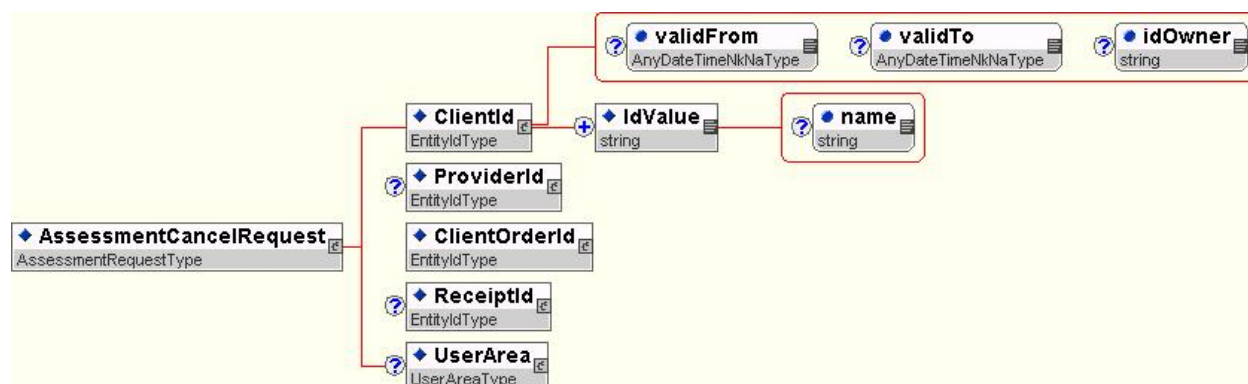 validFrom
AnyDateTimeNkNaType
validTo
AnyDateTimeNkNaType
idOwner
string
ClientId
EntityIdType
IdValue
string
name
string
ProviderId
EntityIdType
AssessmentCancelRequest
AssessmentRequestType
ClientOrderId
EntityIdType
ReceiptId
EntityIdType
UserArea
UserAreaType